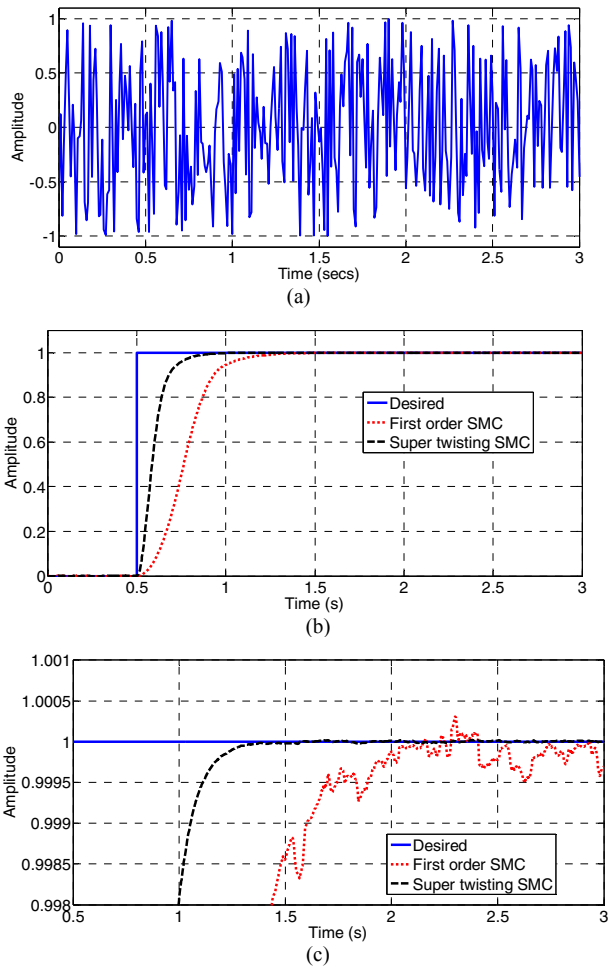 1
0.5
0
-0.5
-1
Amplitude
0 0.5 1 1.5 2 2.5 3
Time (secs)
(a)
1
0.8
0.6
0.4
0.2
0
Amplitude
Desired
First order SMC
Super twisting SMC
0 0.5 1 1.5 2 2.5 3
Time (s)
(b)
1.001
1.0005
1
0.9995
0.999
0.9985
0.998
Amplitude
Desired
First order SMC
Super twisting SMC
0.5 1 1.5 2 2.5 3
Time (s)
(c)